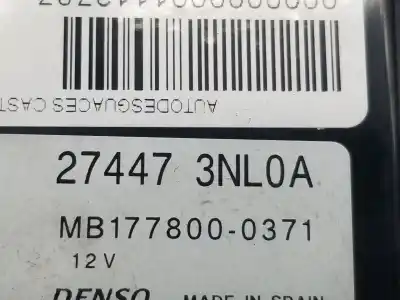 AUTODESGUACES CAST
27447 3NL0A
MB177800-0371
12V
DENSO MADE IN SPAIN